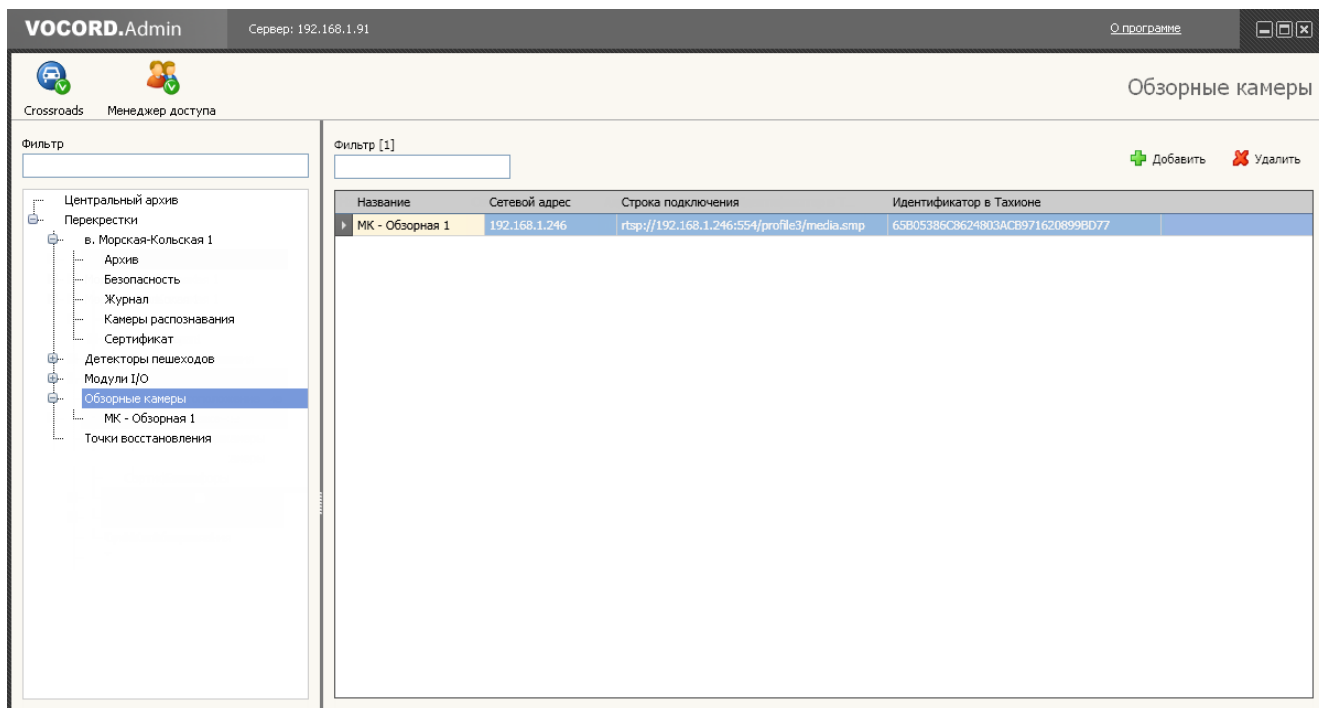 VOCORD.Admin Сервер: 192.168.1.91 О программе
Crossroads Менеджер доступа
Обзорные камеры
Фильтр
Центральный архив
Перекрестки
в. Морская-Кольская 1
Архив
Безопасность
Журнал
Камеры распознавания
Сертификат
Детекторы пешеходов
Модули I/O
Обзорные камеры
МК - Обзорная 1
Точки восстановления
Фильтр [1]
Добавить Удалить
Название Сетевой адрес Строка подключения Идентификатор в Тахионе
МК - Обзорная 1 192.168.1.246 rtsp://192.168.1.246:554/profile3/media.smp 65B05386C8624803ACB971620899BD77